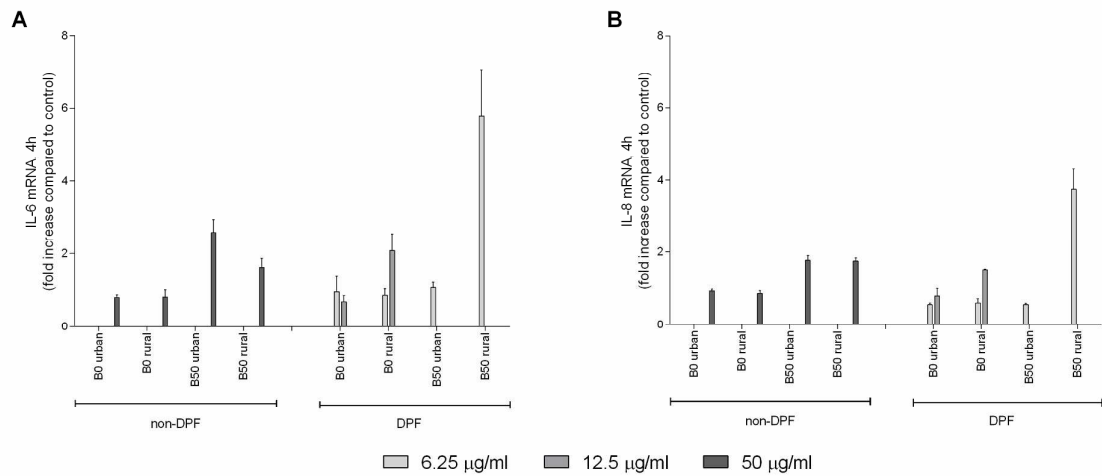 A
IL-6 mRNA 4h
(fold increase compared to control)
8
6
4
2
0
B0 urban
B0 rural
B50 urban
B50 rural
B0 urban
B0 rural
B50 urban
B50 rural
non-DPF
DPF
B
IL-8 mRNA 4h
(fold increase compared to control)
8
6
4
2
0
B0 urban
B0 rural
B50 urban
B50 rural
B0 urban
B0 rural
B50 urban
B50 rural
non-DPF
DPF
6.25 µg/ml
12.5 µg/ml
50 µg/ml